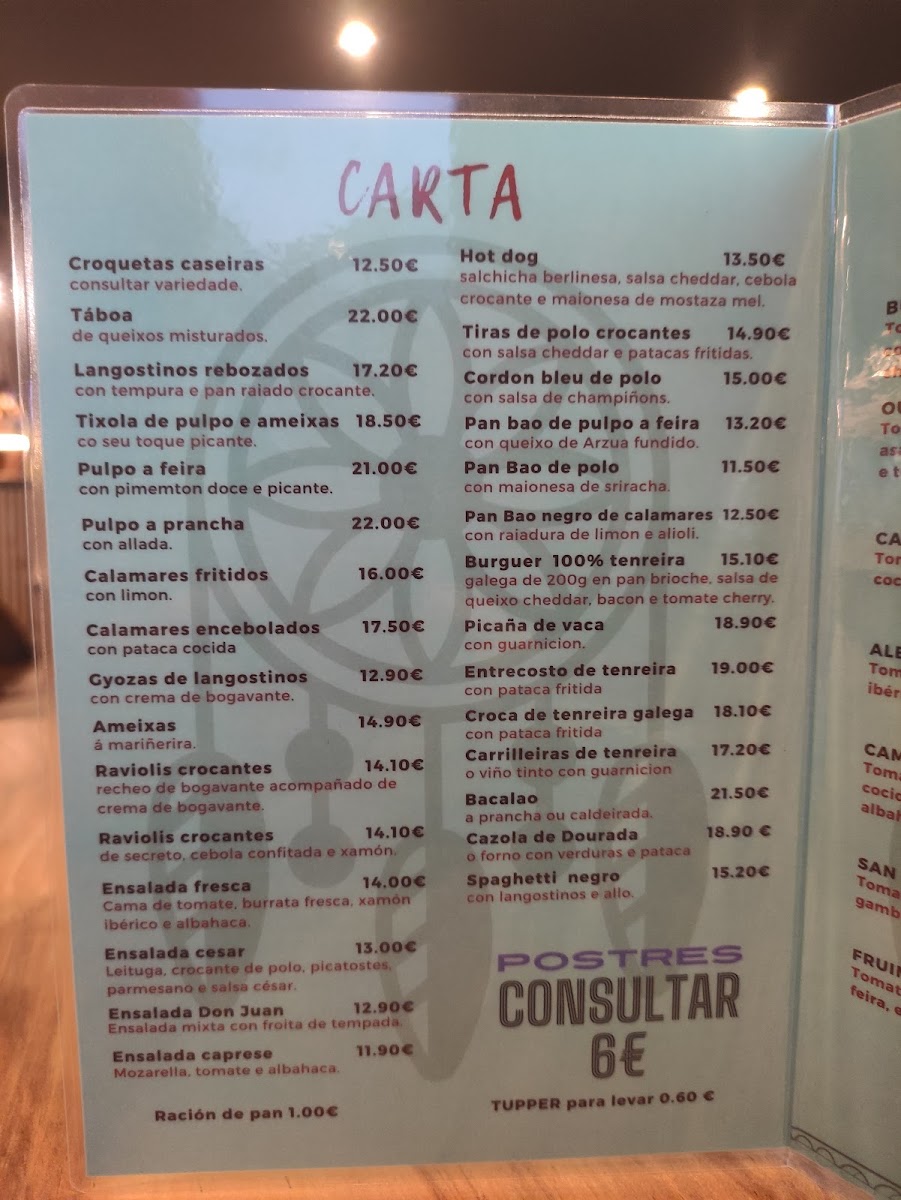 CARTA
Croquetas caseiras 12.50€
consultar variedade.
Táboa 22.00€
de queixos misturados.
Langostinos rebozados 17.20€
con tempura e pan raiado crocante.
Tixola de pulpo e ameixas 18.50€
co seu toque picante.
Pulpo a feira 21.00€
con pimemton doce e picante.
Pulpo a prancha 22.00€
con allada.
Calamares fritidos 16.00€
con limon.
Calamares encebolados 17.50€
con pataca cocida
Gyozas de langostinos 12.90€
con crema de bogavante.
Ameixas 14.90€
á mariñerira.
Raviolis crocantes 14.10€
recheo de bogavante acompañado de
crema de bogavante.
Raviolis crocantes 14.10€
de secreto, cebola confitada e xamón.
Ensalada fresca 14.00€
Cama de tomate, burrata fresca, xamón
ibérico e albahaca.
Ensalada cesar 13.00€
Leituga, crocante de polo, picatostes,
parmesano e salsa césar.
Ensalada Don Juan 12.90€
Ensalada mixta con froita de tempada.
Ensalada caprese 11.90€
Mozarella, tomate e albahaca.
Ración de pan 1.00€
Hot dog 13.50€
salchicha berlinesa, salsa cheddar, cebola
crocante e maionesa de mostaza mel.
Tiras de polo crocantes 14.90€
con salsa cheddar e patacas fritidas.
Cordon bleu de polo 15.00€
con salsa de champiñons.
Pan bao de pulpo a feira 13.20€
con queixo de Arzua fundido.
Pan Bao de polo 11.50€
con maionesa de sriracha.
Pan Bao negro de calamares 12.50€
con raiadura de limon e alioli.
Burguer 100% tenreira 15.10€
galega de 200g en pan brioche, salsa de
queixo cheddar, bacon e tomate cherry.
Picaña de vaca 18.90€
con guarnicion.
Entrecosto de tenreira 19.00€
con pataca fritida
Croca de tenreira galega 18.10€
con pataca fritida
Carrilleiras de tenreira 17.20€
o viño tinto con guarnicion
Bacalao 21.50€
a prancha ou caldeirada.
Cazola de Dourada 18.90 €
o forno con verduras e pataca
Spaghetti negro 15.20€
con langostinos e allo.
POSTRES
CONSULTAR
6€
TUPPER para levar 0.60 €
SAN